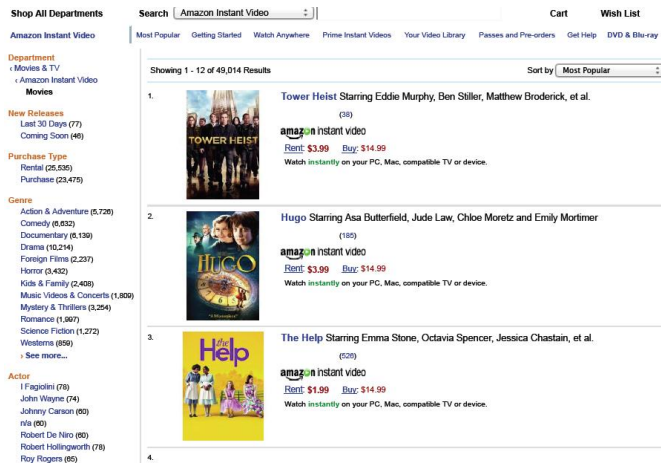 Shop All Departments Search Amazon Instant Video Cart Wish List
Amazon Instant Video Most Popular Getting Started Watch Anywhere Prime Instant Videos Your Video Library Passes and Pre-orders Get Help DVD & Blu-ray
Department
‹ Movies & TV
‹ Amazon Instant Video
Movies
New Releases
Last 30 Days (77)
Coming Soon (46)
Purchase Type
Rental (25,535)
Purchase (23,475)
Genre
Action & Adventure (5,726)
Comedy (6,632)
Documentary (6,139)
Drama (10,214)
Foreign Films (2,237)
Horror (3,432)
Kids & Family (2,408)
Music Videos & Concerts (1,809)
Mystery & Thrillers (3,254)
Romance (1,997)
Science Fiction (1,272)
Westerns (859)
› See more...
Actor
I Fagiolini (78)
John Wayne (74)
Johnny Carson (60)
n/a (60)
Robert De Niro (60)
Robert Hollingworth (78)
Roy Rogers (65)
Showing 1 - 12 of 49,014 Results Sort by Most Popular
1.
TOWER HEIST
Tower Heist Starring Eddie Murphy, Ben Stiller, Matthew Broderick, et al.
(38)
amazon instant video
Rent: $3.99 Buy: $14.99
Watch instantly on your PC, Mac, compatible TV or device.
2.
HUGO
Hugo Starring Asa Butterfield, Jude Law, Chloe Moretz and Emily Mortimer
(185)
amazon instant video
Rent: $3.99 Buy: $14.99
Watch instantly on your PC, Mac, compatible TV or device.
3.
the Help
The Help Starring Emma Stone, Octavia Spencer, Jessica Chastain, et al.
(526)
amazon instant video
Rent: $1.99 Buy: $14.99
Watch instantly on your PC, Mac, compatible TV or device.
4.